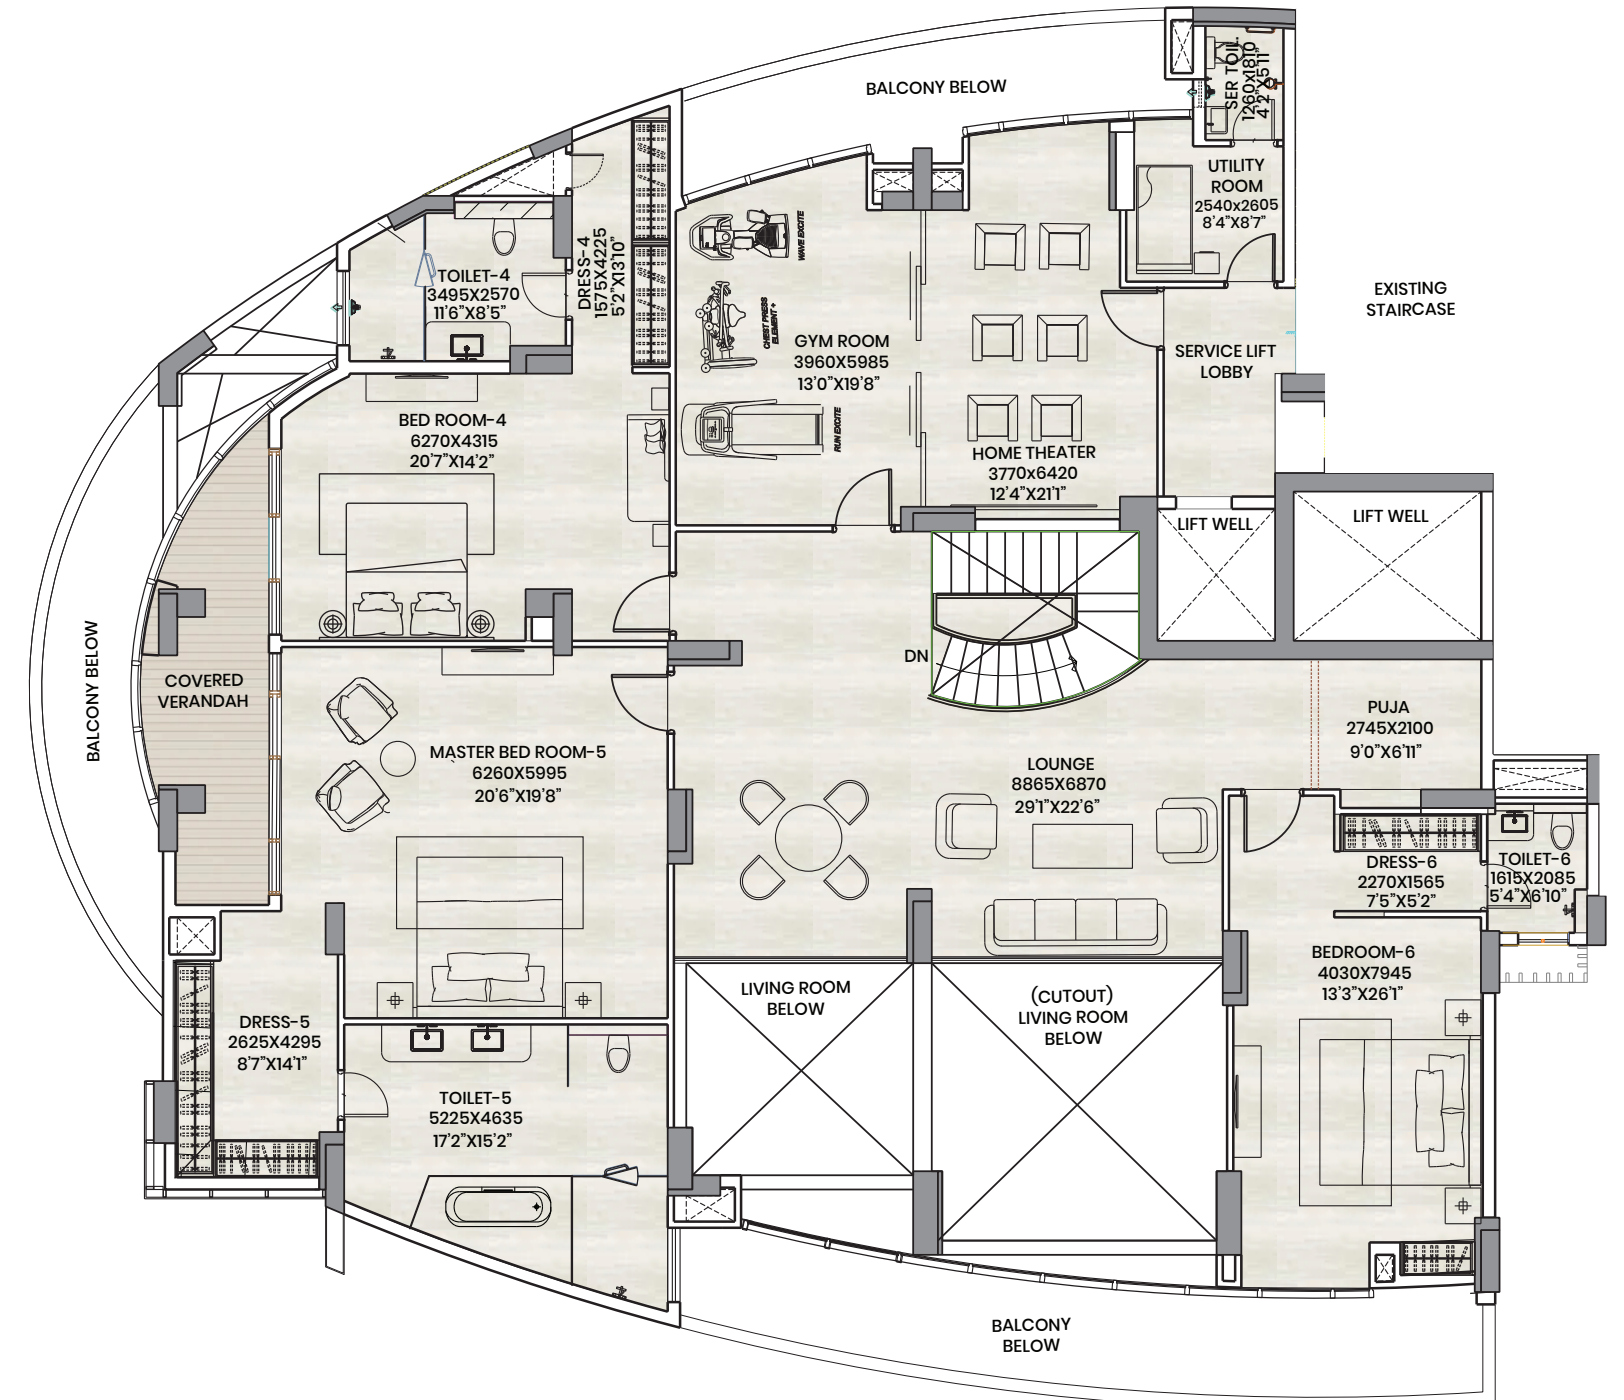 BALCONY BELOW
SER TOIL.
1260x1810
4'2"X5'11"
UTILITY
ROOM
2540x2605
8'4"X8'7"
EXISTING
STAIRCASE
TOILET-4
3495X2570
11'6"X8'5"
DRESS-4
1575X4225
5'2"X13'10"
WAVE EXCITE
CHEST PRESS
ELEMENT +
RUN EXCITE
GYM ROOM
3960X5985
13'0"X19'8"
SERVICE LIFT
LOBBY
BED ROOM-4
6270X4315
20'7"X14'2"
HOME THEATER
3770x6420
12'4"X21'1"
LIFT WELL
LIFT WELL
DN
BALCONY BELOW
COVERED
VERANDAH
PUJA
2745X2100
9'0"X6'11"
MASTER BED ROOM-5
6260X5995
20'6"X19'8"
LOUNGE
8865X6870
29'1"X22'6"
DRESS-6
2270X1565
7'5"X5'2"
TOILET-6
1615X2085
5'4"X6'10"
BEDROOM-6
4030X7945
13'3"X26'1"
LIVING ROOM
BELOW
(CUTOUT)
LIVING ROOM
BELOW
DRESS-5
2625X4295
8'7"X14'1"
TOILET-5
5225X4635
17'2"X15'2"
BALCONY
BELOW